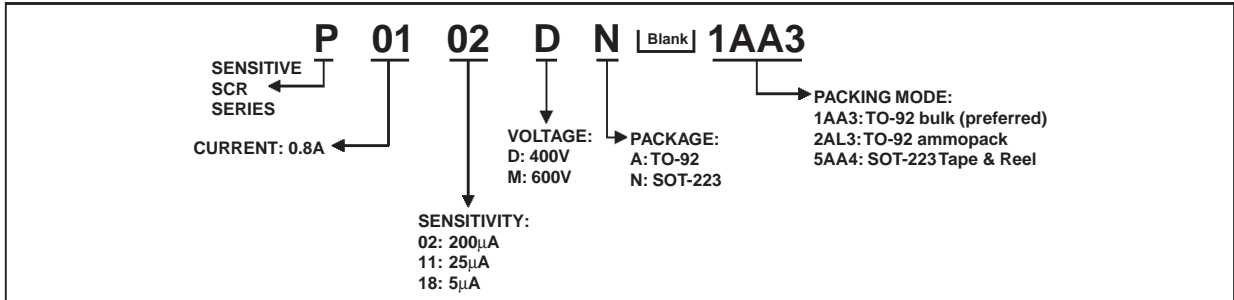 P 01 02 D N Blank 1AA3
SENSITIVE
SCR
SERIES
CURRENT: 0.8A
SENSITIVITY:
02: 200µA
11: 25µA
18: 5µA
VOLTAGE:
D: 400V
M: 600V
PACKAGE:
A: TO-92
N: SOT-223
PACKING MODE:
1AA3: TO-92 bulk (preferred)
2AL3: TO-92 ammopack
5AA4: SOT-223 Tape & Reel